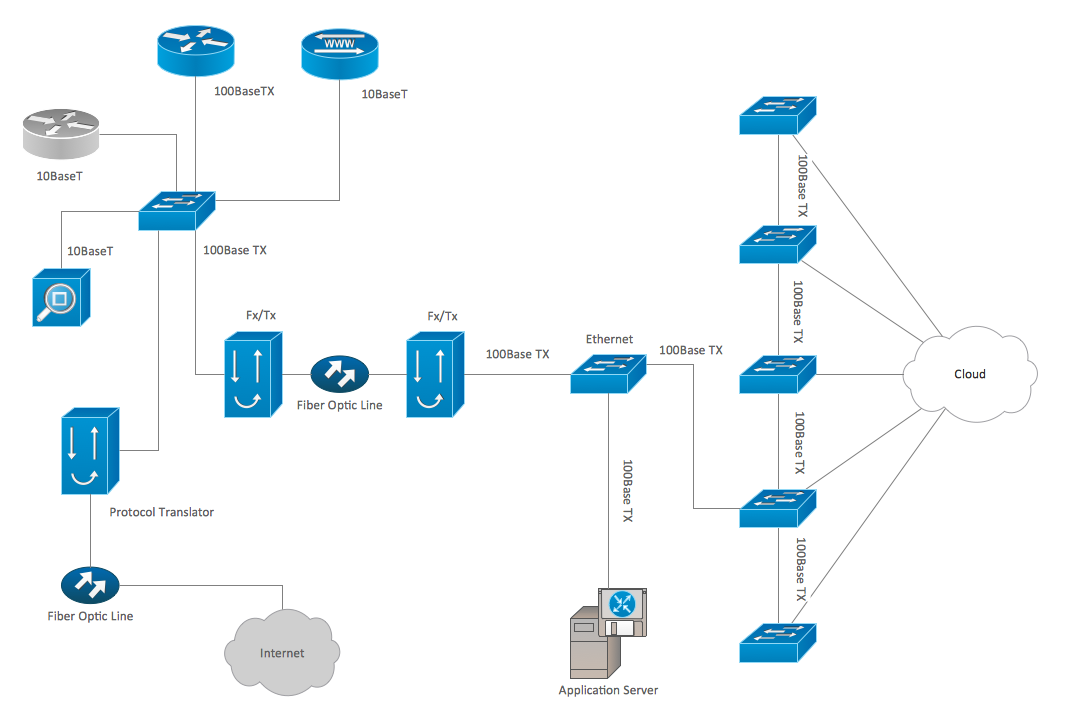 WWW
100BaseTX
10BaseT
10BaseT
100Base TX
10BaseT
100Base TX
100Base TX
Fx/Tx
Fx/Tx
Ethernet
100Base TX
100Base TX
Fiber Optic Line
Cloud
100Base TX
100Base TX
Protocol Translator
100Base TX
Fiber Optic Line
Internet
Application Server